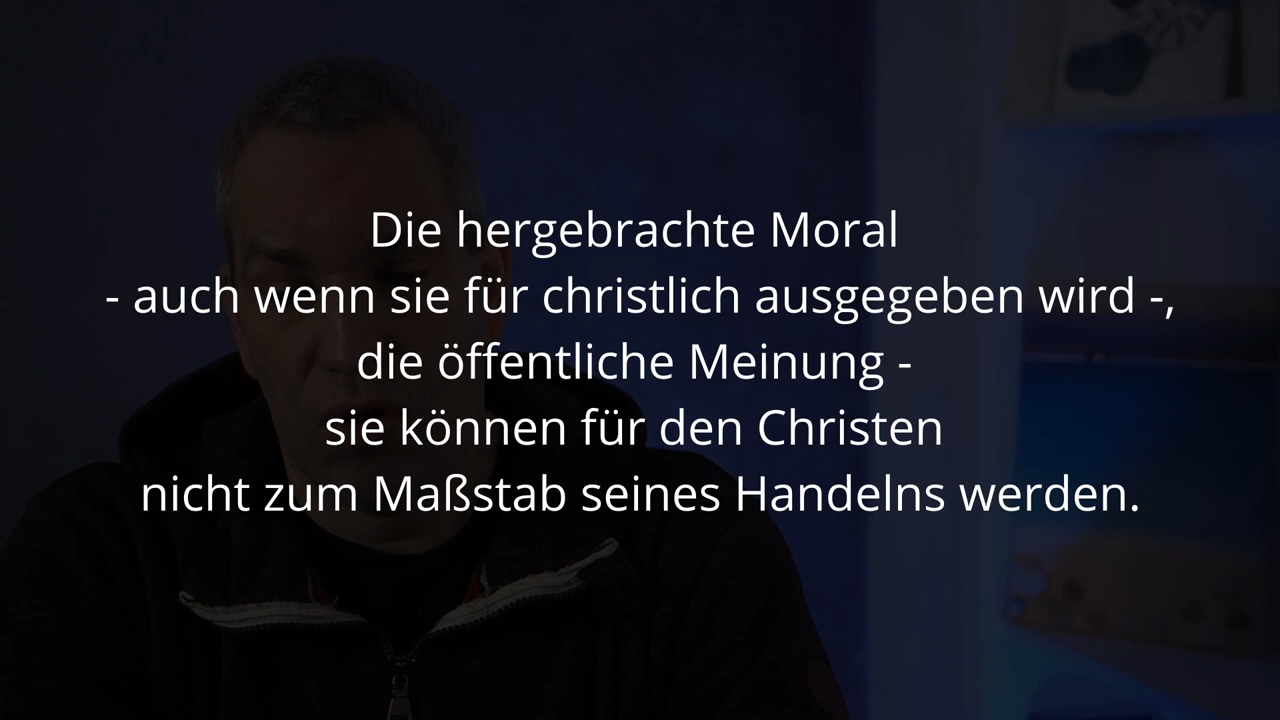 Die hergebrachte Moral
- auch wenn sie für christlich ausgegeben wird -,
die öffentliche Meinung -
sie können für den Christen
nicht zum Maßstab seines Handelns werden.